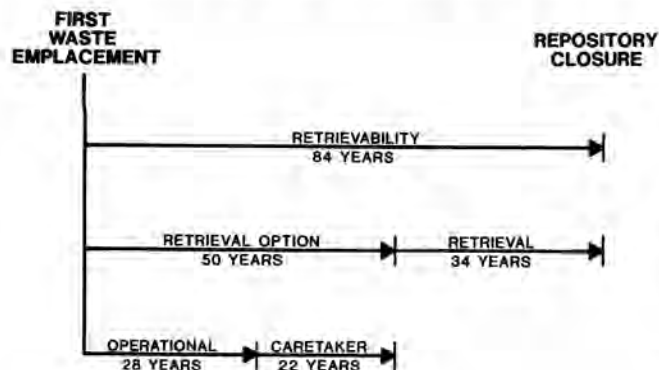 FIRST
WASTE
EMPLACEMENT
REPOSITORY
CLOSURE
RETRIEVABILITY
84 YEARS
RETRIEVAL OPTION
50 YEARS
RETRIEVAL
34 YEARS
OPERATIONAL
28 YEARS
CARETAKER
22 YEARS